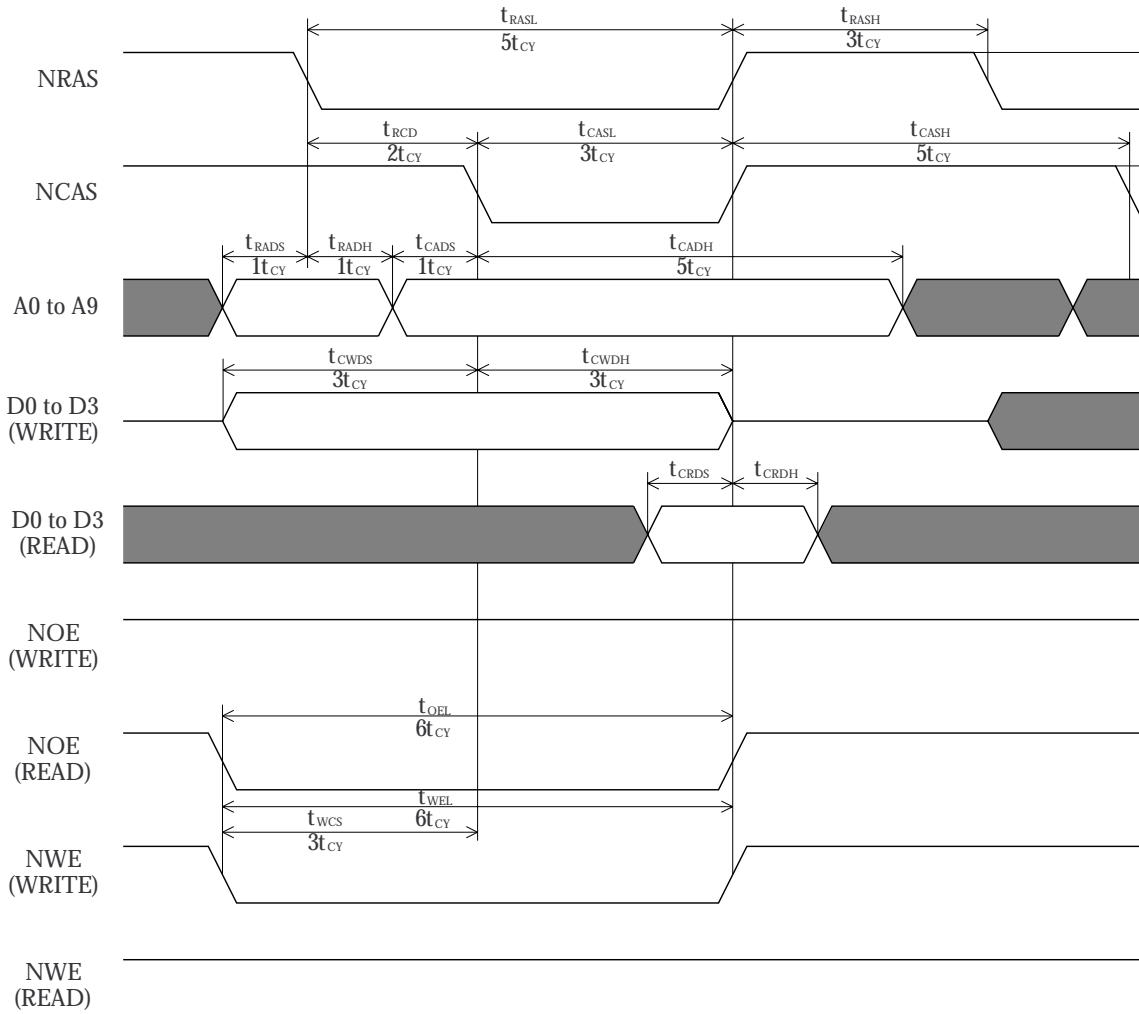 tRASL tRASH
5tCY 3tCY
NRAS
tRCD tCASL tCASH
2tCY 3tCY 5tCY
NCAS
tRADS tRADH tCADS tCADH
1tCY 1tCY 1tCY 5tCY
A0 to A9
tCWDS tCWDH
3tCY 3tCY
D0 to D3
(WRITE)
tCRDS tCRDH
D0 to D3
(READ)
NOE
(WRITE)
tOEL
6tCY
NOE
(READ)
tWEL
6tCY
tWCS
3tCY
NWE
(WRITE)
NWE
(READ)